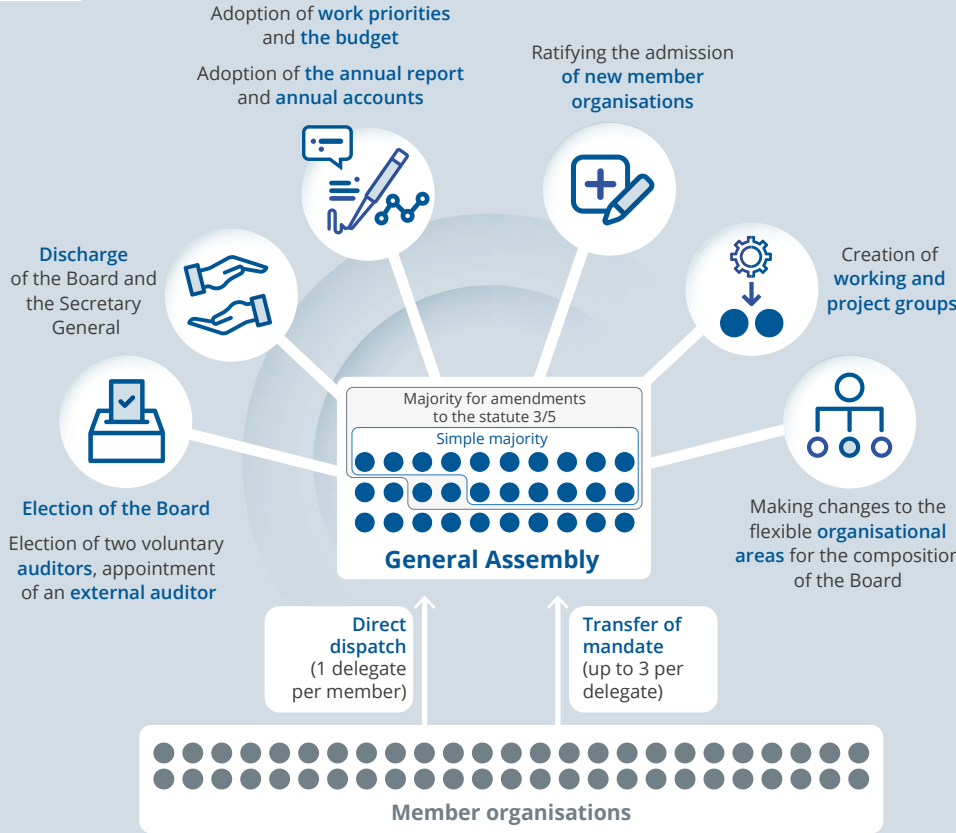 Adoption of work priorities
and the budget
Adoption of the annual report
and annual accounts
Ratifying the admission
of new member
organisations
Discharge
of the Board and
the Secretary
General
Creation of
working and
project groups
Election of the Board
Election of two voluntary
auditors, appointment
of an external auditor
Majority for amendments
to the statute 3/5
Simple majority
General Assembly
Making changes to the
flexible organisational
areas for the composition
of the Board
Direct
dispatch
(1 delegate
per member)
Transfer of
mandate
(up to 3 per
delegate)
Member organisations